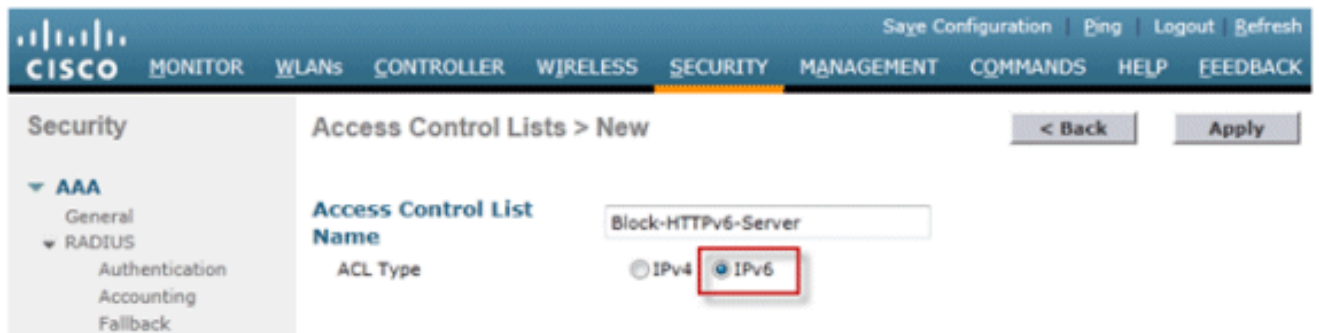 Save Configuration | Ping | Logout | Refresh
CISCO MONITOR WLANs CONTROLLER WIRELESS SECURITY MANAGEMENT COMMANDS HELP FEEDBACK
Security
AAA
General
RADIUS
Authentication
Accounting
Fallback
Access Control Lists > New
< Back
Apply
Access Control List
Name
Block-HTTPv6-Server
ACL Type
IPv4
IPv6